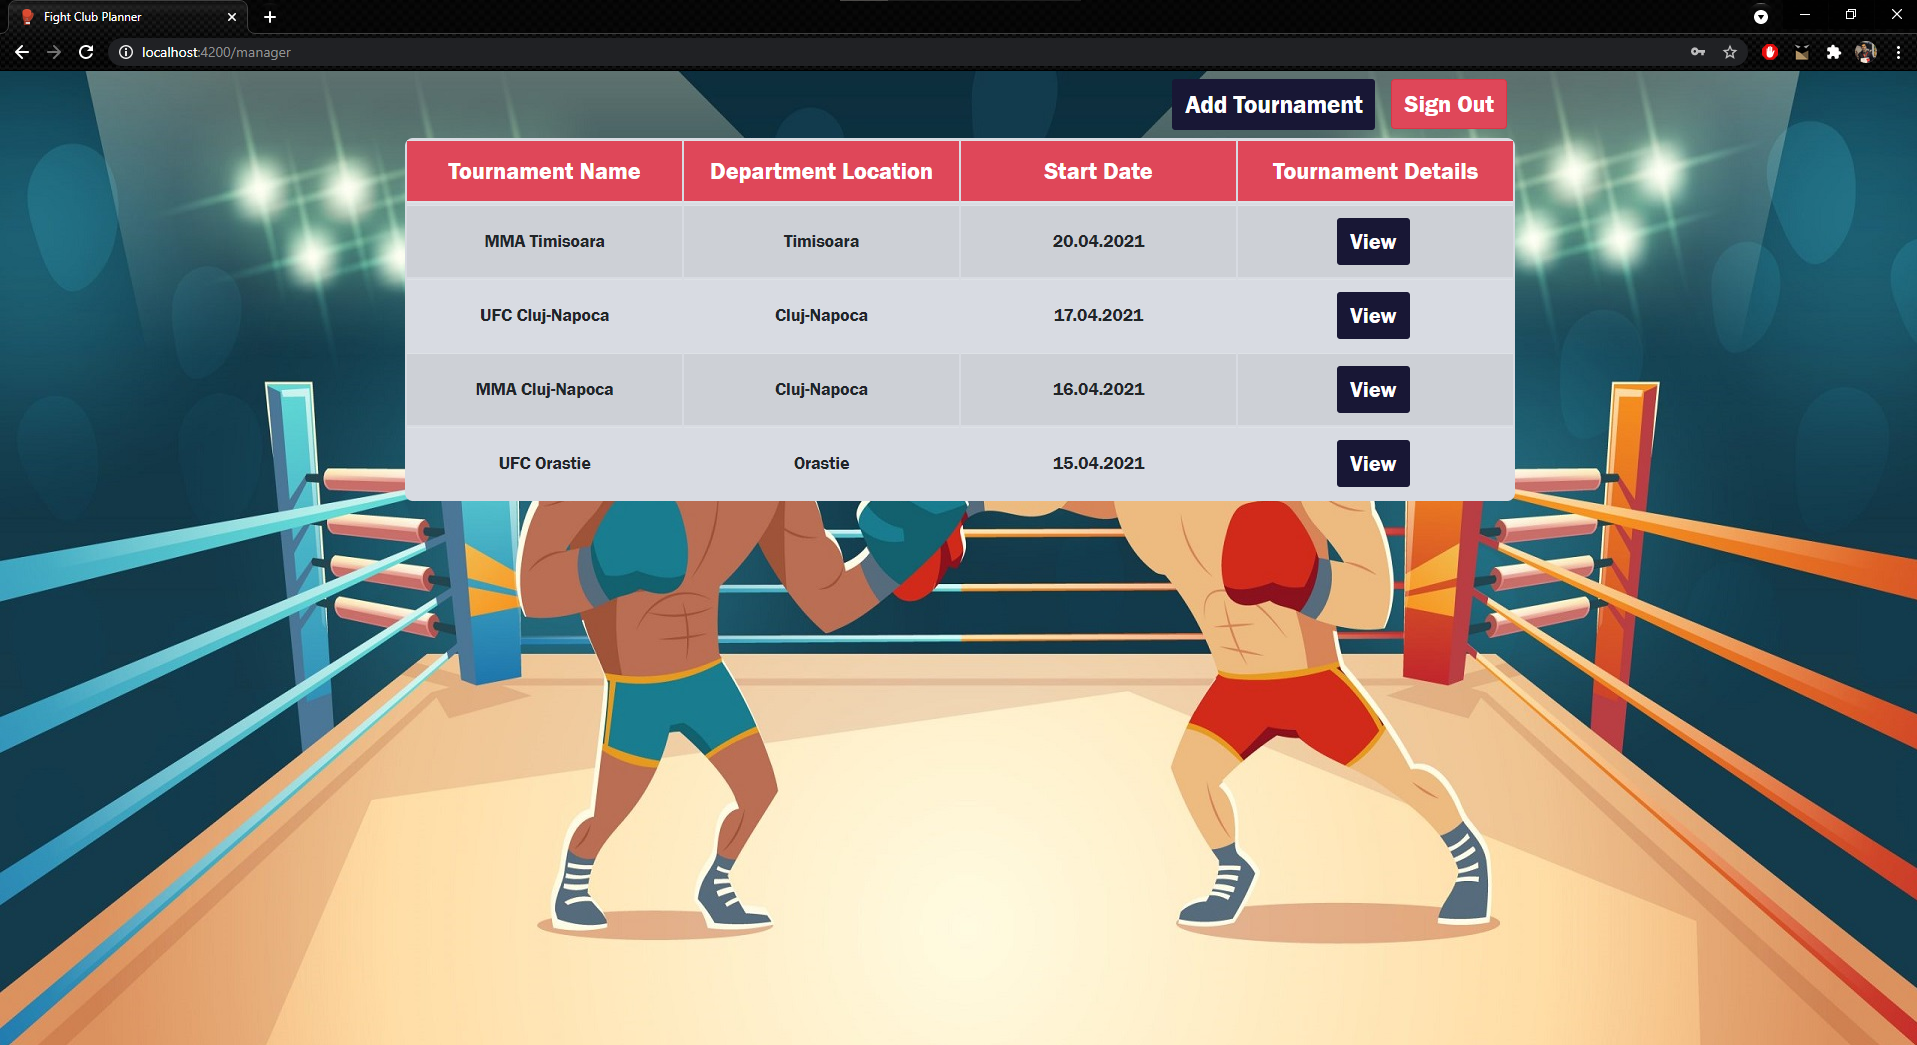 Fight Club Planner
localhost:4200/manager
Add Tournament Sign Out
Tournament Name Department Location Start Date Tournament Details
MMA Timisoara Timisoara 20.04.2021 View
UFC Cluj-Napoca Cluj-Napoca 17.04.2021 View
MMA Cluj-Napoca Cluj-Napoca 16.04.2021 View
UFC Orastie Orastie 15.04.2021 View